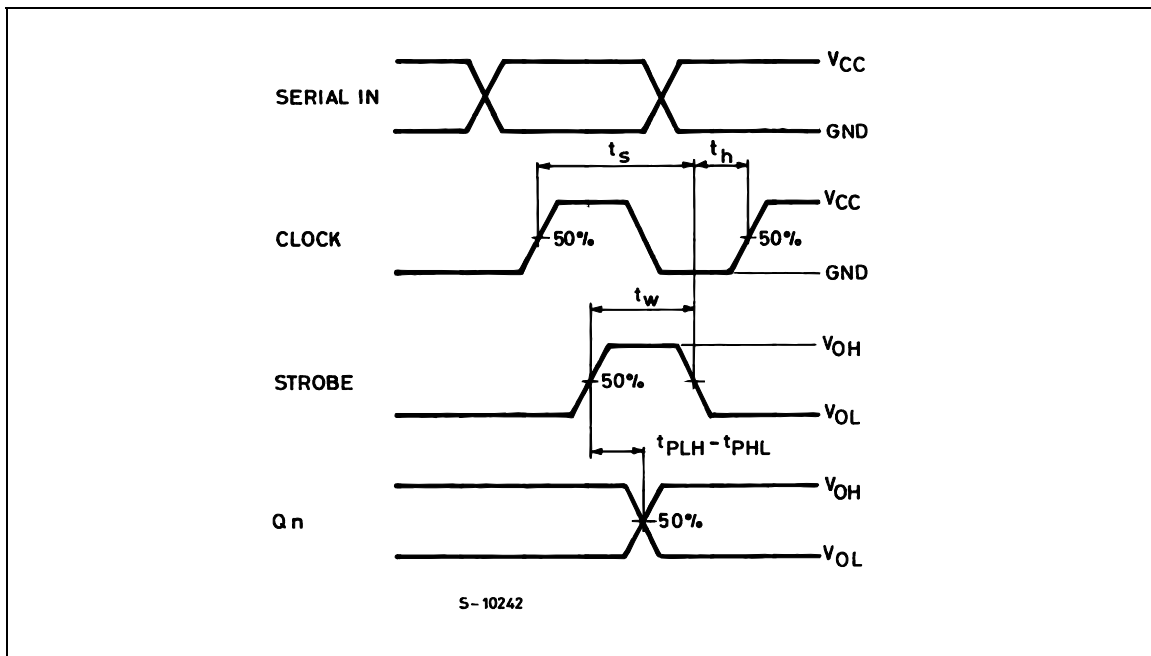 VCC
SERIAL IN
GND
ts
th
VCC
CLOCK
50%
50%
GND
tw
VOH
STROBE
50%
VOL
tPLH-tPHL
VOH
Qn
50%
VOL
S-10242